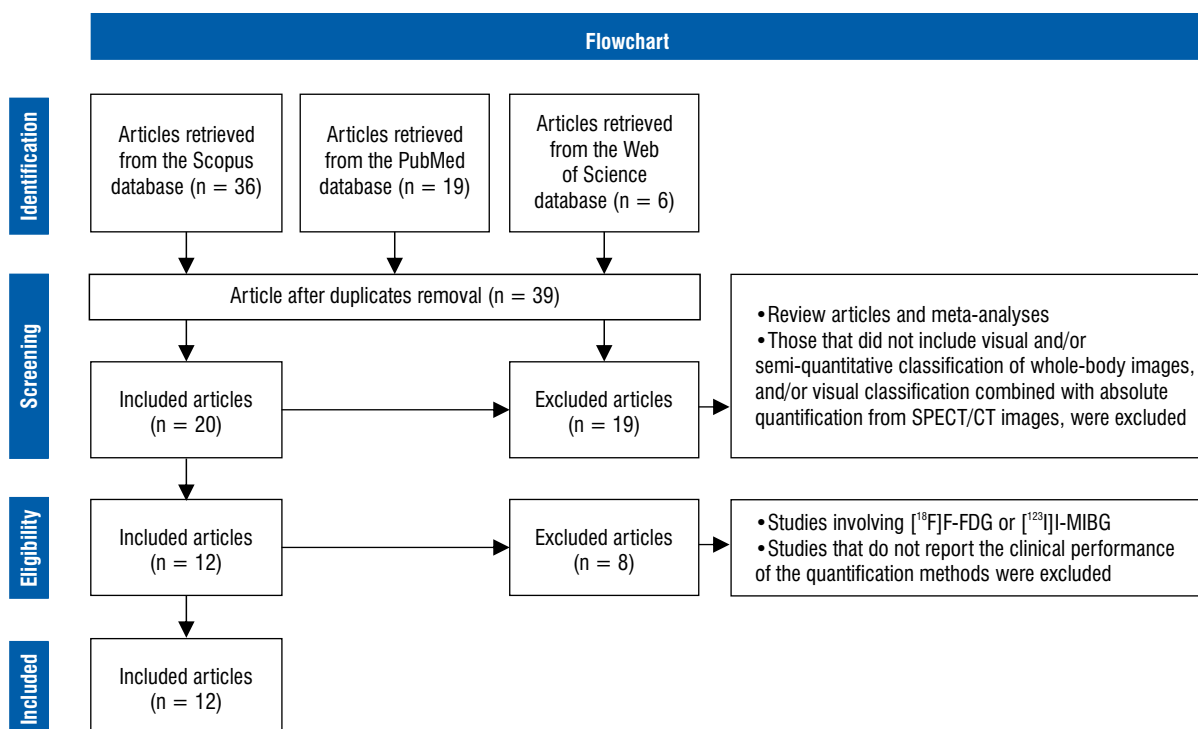 Flowchart
Identification
Articles retrieved
from the Scopus
database (n = 36)
Articles retrieved
from the PubMed
database (n = 19)
Articles retrieved
from the Web
of Science
database (n = 6)
Screening
Article after duplicates removal (n = 39)
Included articles
(n = 20)
Excluded articles
(n = 19)
•Review articles and meta-analyses
•Those that did not include visual and/or
semi-quantitative classification of whole-body images,
and/or visual classification combined with absolute
quantification from SPECT/CT images, were excluded
Eligibility
Included articles
(n = 12)
Excluded articles
(n = 8)
•Studies involving [¹⁸F]F-FDG or [¹²³I]I-MIBG
•Studies that do not report the clinical performance
of the quantification methods were excluded
Included
Included articles
(n = 12)